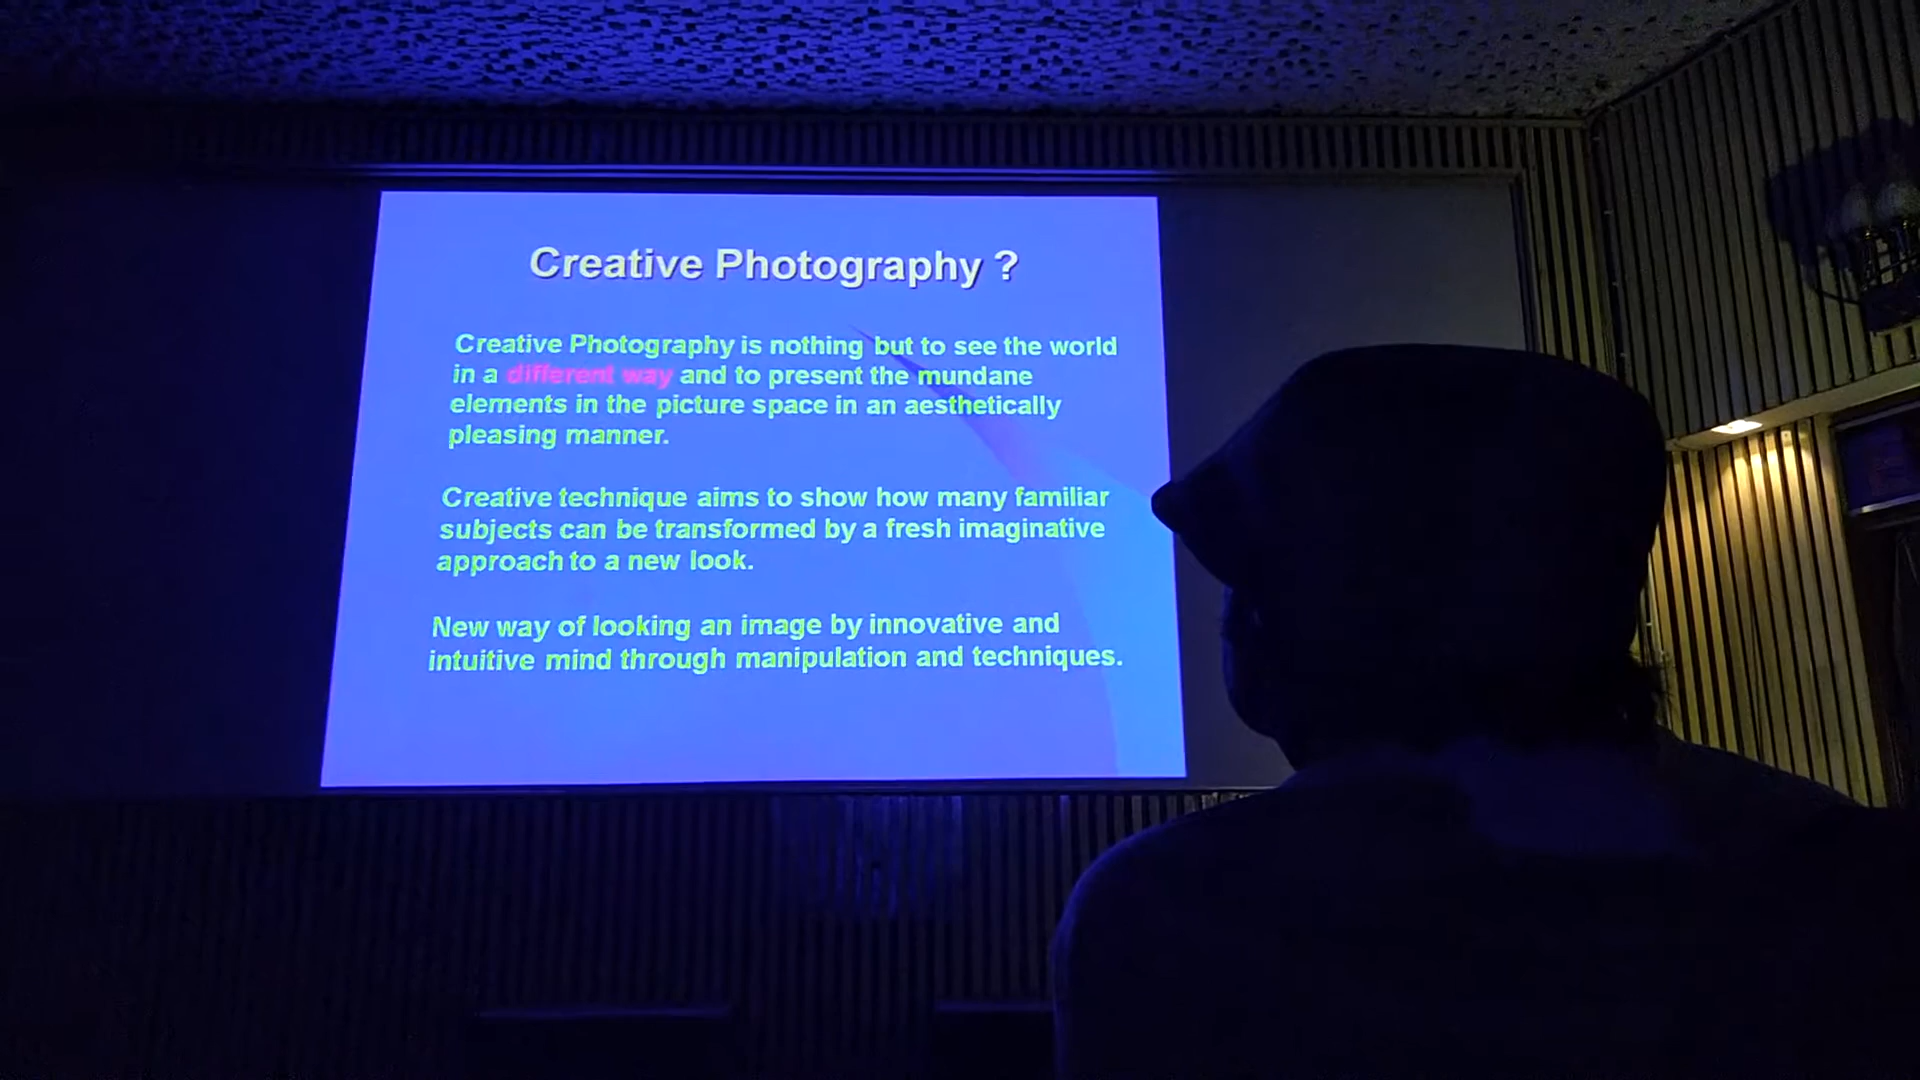 Creative Photography ?
Creative Photography is nothing but to see the world
in a different way and to present the mundane
elements in the picture space in an aesthetically
pleasing manner.
Creative technique aims to show how many familiar
subjects can be transformed by a fresh imaginative
approach to a new look.
New way of looking an image by innovative and
intuitive mind through manipulation and techniques.